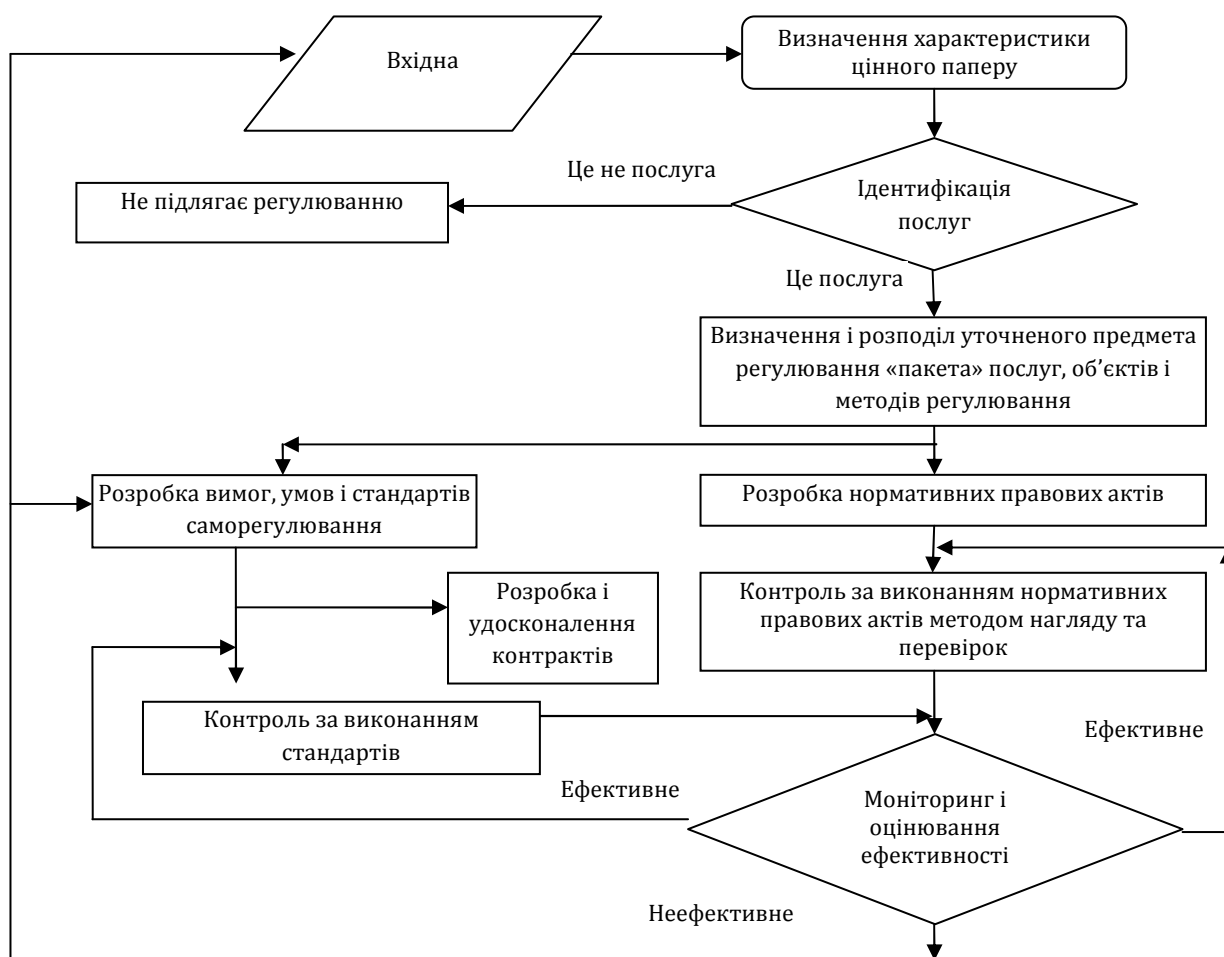 Вхідна
Визначення характеристики
цінного паперу
Це не послуга
Ідентифікація
послуг
Не підлягає регулюванню
Це послуга
Визначення і розподіл уточненого предмета
регулювання «пакета» послуг, об’єктів і
методів регулювання
Розробка вимог, умов і стандартів
саморегулювання
Розробка нормативних правових актів
Розробка і
удосконалення
контрактів
Контроль за виконанням нормативних
правових актів методом нагляду та
перевірок
Контроль за виконанням
стандартів
Ефективне
Ефективне
Моніторинг і
оцінювання
ефективності
Неефективне